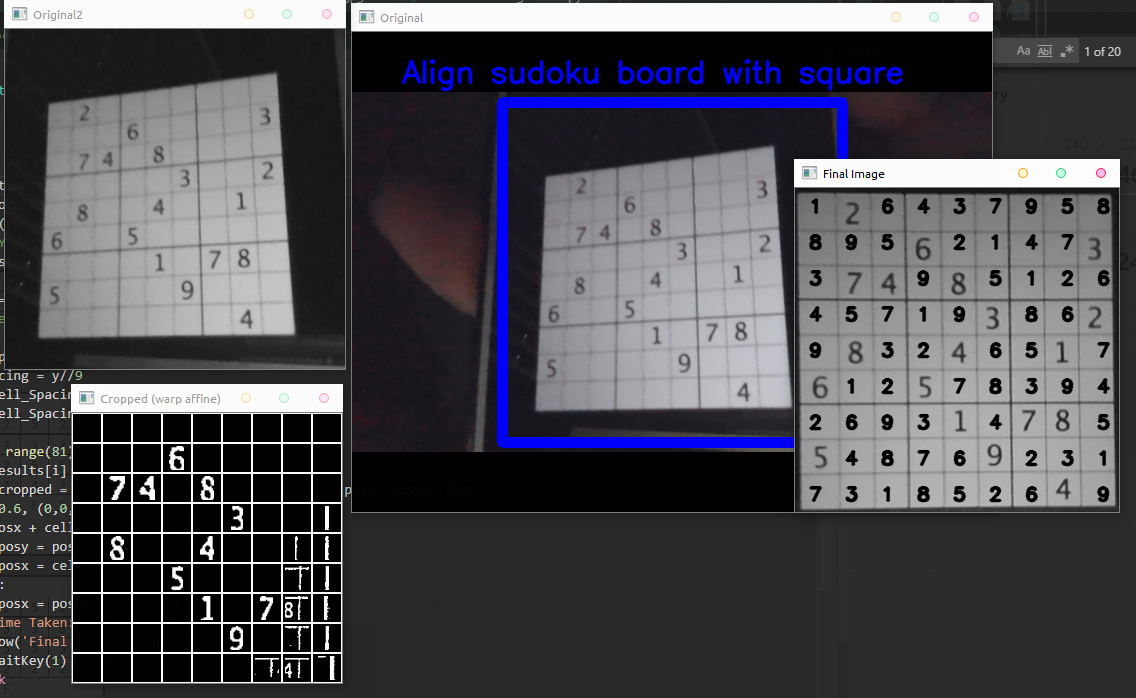 Original2
2
3
6
7 4 8
3 2
8 4 1
6 5
1 7 8
5 9
4
Original
Align sudoku board with square
2
3
6
7 4 8
3 2
8 4 1
6 5
1 7 8
5 9
4
Aa Abl .* 1 of 20
Final Image
1 2 6 4 3 7 9 5 8
8 9 5 6 2 1 4 7 3
3 7 4 9 8 5 1 2 6
4 5 7 1 9 3 8 6 2
9 8 3 2 4 6 5 1 7
6 1 2 5 7 8 3 9 4
2 6 9 3 1 4 7 8 5
5 4 8 7 6 9 2 3 1
7 3 1 8 5 2 6 4 9
cing = y//9
ell_Spacin
ell_Spacin
range(81)
esults[i]
cropped =
0.6, (0,0,
osx + cell
posy = pos
posx = cel
:
posx = pos
ime Taken:
ow('Final
aitKey(1)
k
Cropped (warp affine)
6
7 4 8
3
8 4
5
1 7 8
9
4